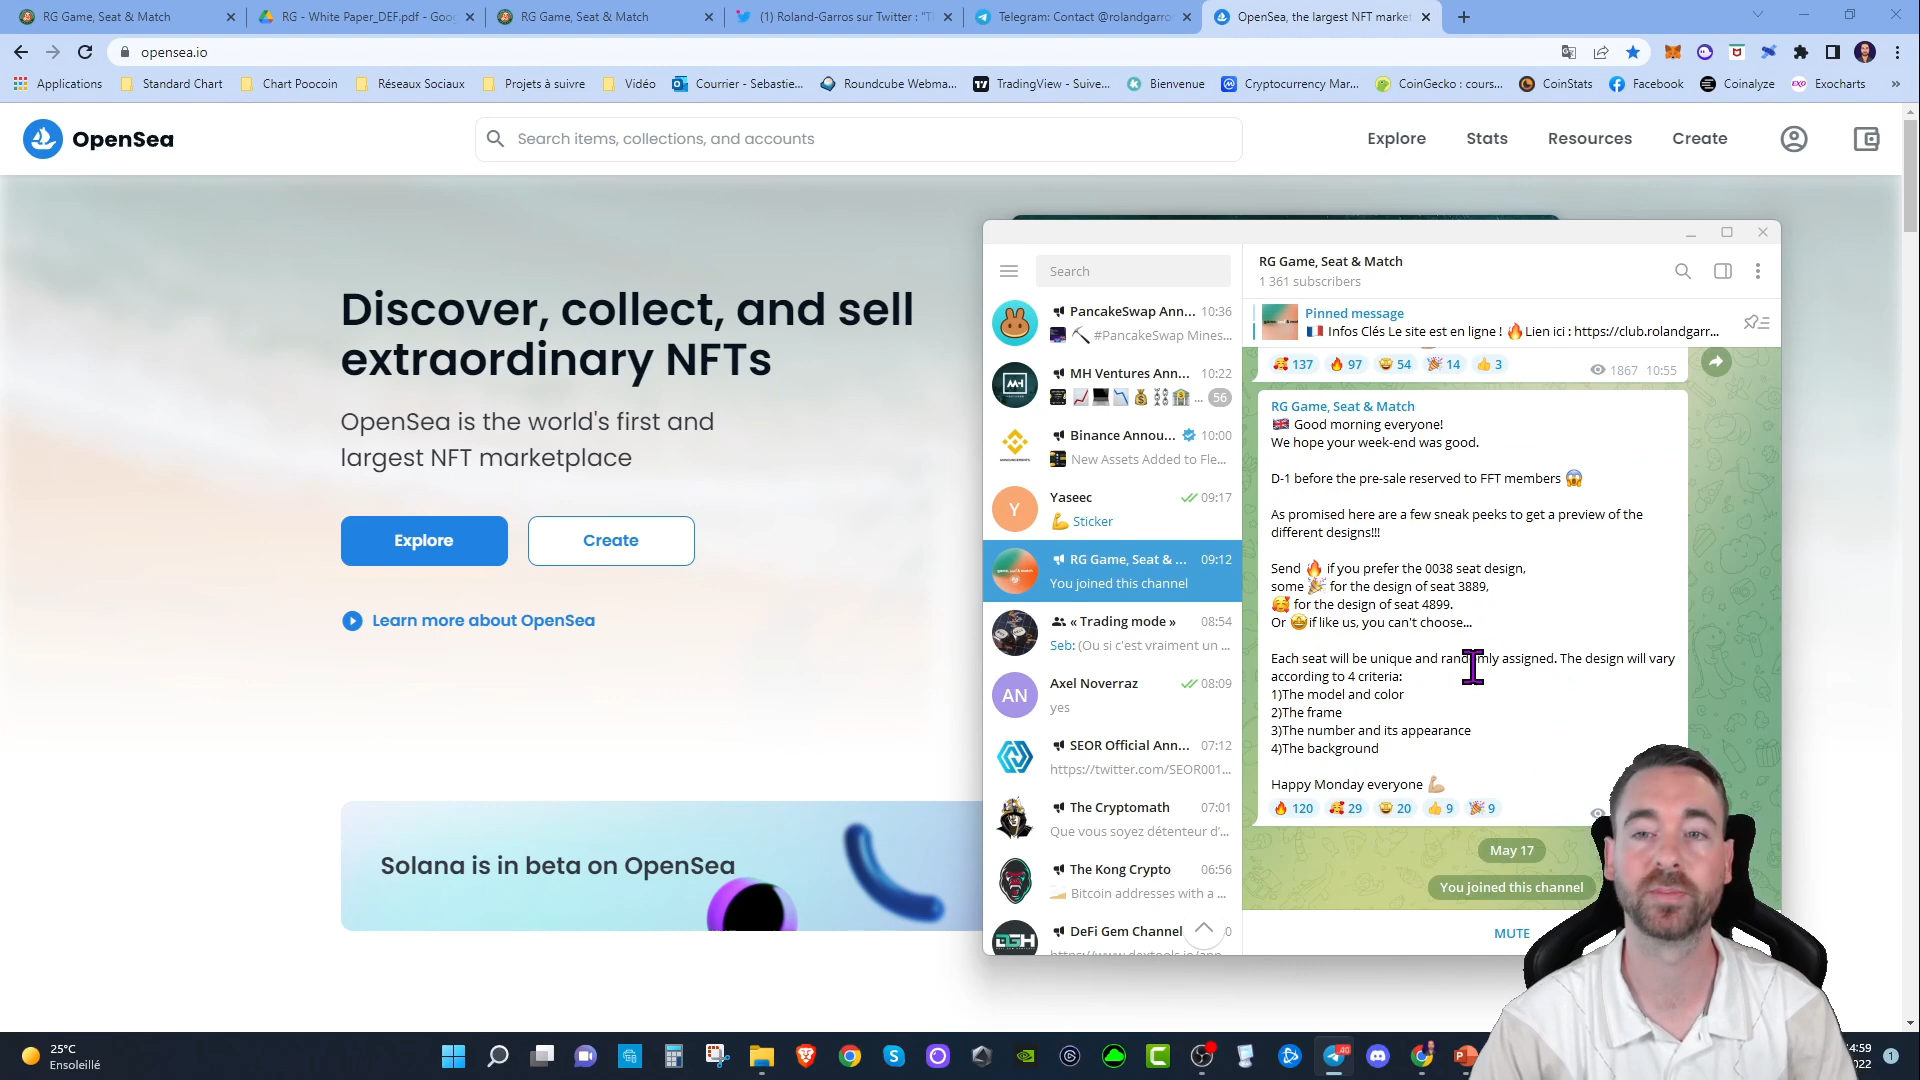 RG Game, Seat & Match
RG - White Paper_DEF.pdf - Goo
RG Game, Seat & Match
(1) Roland-Garros sur Twitter : "T
Telegram: Contact @rolandgarro
OpenSea, the largest NFT market
opensea.io
Applications
Standard Chart
Chart Poocoin
Réseaux Sociaux
Projets à suivre
Vidéo
Courrier - Sebastie...
Roundcube Webma...
TradingView - Suive...
Bienvenue
Cryptocurrency Mar...
CoinGecko : cours...
CoinStats
Facebook
Coinalyze
Exocharts
OpenSea
Search items, collections, and accounts
Explore
Stats
Resources
Create
Discover, collect, and sell
extraordinary NFTs
OpenSea is the world's first and
largest NFT marketplace
Explore
Create
Learn more about OpenSea
Solana is in beta on OpenSea
Search
PancakeSwap Ann... 10:36
#PancakeSwap Mines...
MH Ventures Ann... 10:22
... 56
Binance Annou... 10:00
New Assets Added to Fle...
Yaseec 09:17
Sticker
RG Game, Seat & ... 09:12
You joined this channel
« Trading mode » 08:54
Seb: (Ou si c'est vraiment un ...
Axel Noverraz 08:09
yes
SEOR Official Ann... 07:12
https://twitter.com/SEOR001...
The Cryptomath 07:01
Que vous soyez détenteur d'...
The Kong Crypto 06:56
Bitcoin addresses with a ...
DeFi Gem Channel
RG Game, Seat & Match
1 361 subscribers
Pinned message
🇫🇷 Infos Clés Le site est en ligne ! 🔥Lien ici : https://club.rolandgarr...
🥰 137 🔥 97 🤩 54 🎉 14 👍 3
1867 10:55
RG Game, Seat & Match
🇬🇧 Good morning everyone!
We hope your week-end was good.
D-1 before the pre-sale reserved to FFT members 😱
As promised here are a few sneak peeks to get a preview of the
different designs!!!
Send 🔥 if you prefer the 0038 seat design,
some 🎉 for the design of seat 3889,
🥰 for the design of seat 4899.
Or 🤩if like us, you can't choose...
Each seat will be unique and randomly assigned. The design will vary
according to 4 criteria:
1)The model and color
2)The frame
3)The number and its appearance
4)The background
Happy Monday everyone 💪🏼
🔥 120 🥰 29 🤩 20 👍 9 🎉 9
May 17
You joined this channel
MUTE
25°C
Ensoleillé